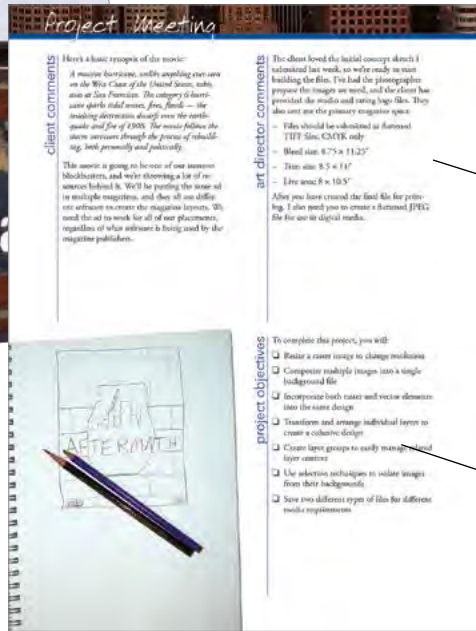 Project Meeting
client comments
Here's a basic synopsis of the movie:
A massive hurricane, unlike anything ever seen
on the West Coast of the United States, takes
aim at San Francisco. The category 6 hurri-
cane sparks tidal waves, fires, floods — the
resulting destruction dwarfs even the earth-
quake and fire of 1906. The movie follows the
storm survivors through the process of rebuild-
ing, both personally and politically.
This movie is going to be one of our summer
blockbusters, and we're throwing a lot of re-
sources behind it. We'll be putting the same ad
in multiple magazines, and they all use differ-
ent software to create the magazine layouts. We
need the ad to work for all of our placements,
regardless of what software is being used by the
magazine publishers.
art director comments
The client loved the initial concept sketch I
submitted last week, so we're ready to start
building the files. I've had the photographer
prepare the images we need, and the client has
provided the studio and rating logo files. They
also sent me the primary magazine specs:
– Files should be submitted as flattened
TIFF files; CMYK only
– Bleed size: 8.75 × 11.25"
– Trim size: 8.5 × 11"
– Live area: 8 × 10.5"
After you have created the final file for print-
ing, I also need you to create a flattened JPEG
file for use in digital media.
AFTERMATH
project objectives
To complete this project, you will:
❏ Resize a raster image to change resolution
❏ Composite multiple images into a single
background file
❏ Incorporate both raster and vector elements
into the same design
❏ Transform and arrange individual layers to
create a cohesive design
❏ Create layer groups to easily manage related
layer content
❏ Use selection techniques to isolate images
from their backgrounds
❏ Save two different types of files for different
media requirements